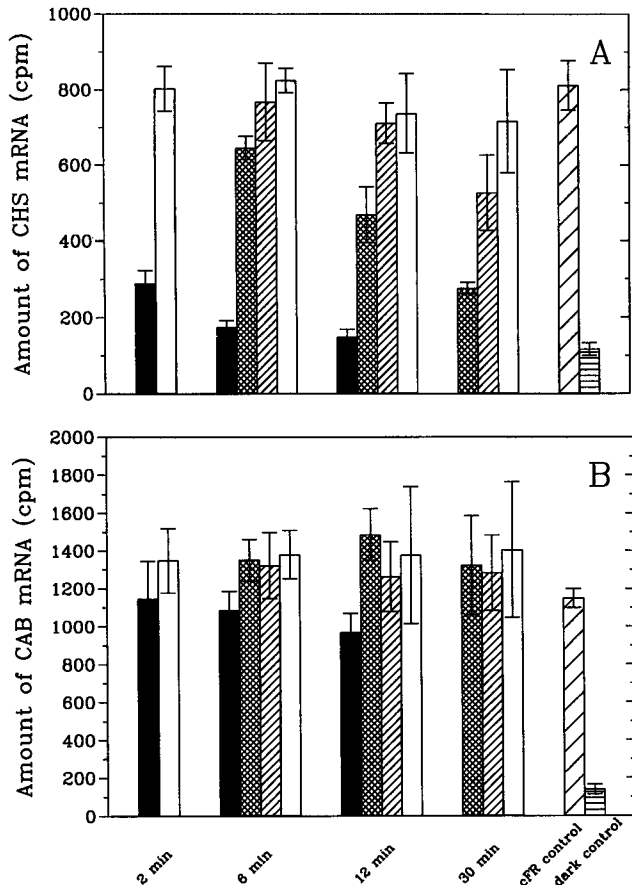 A
Amount of CHS mRNA (cpm)
1000
800
600
400
200
0
B
Amount of CAB mRNA (cpm)
2000
1800
1600
1400
1200
1000
800
600
400
200
0
2 min
6 min
12 min
30 min
cFR control
dark control